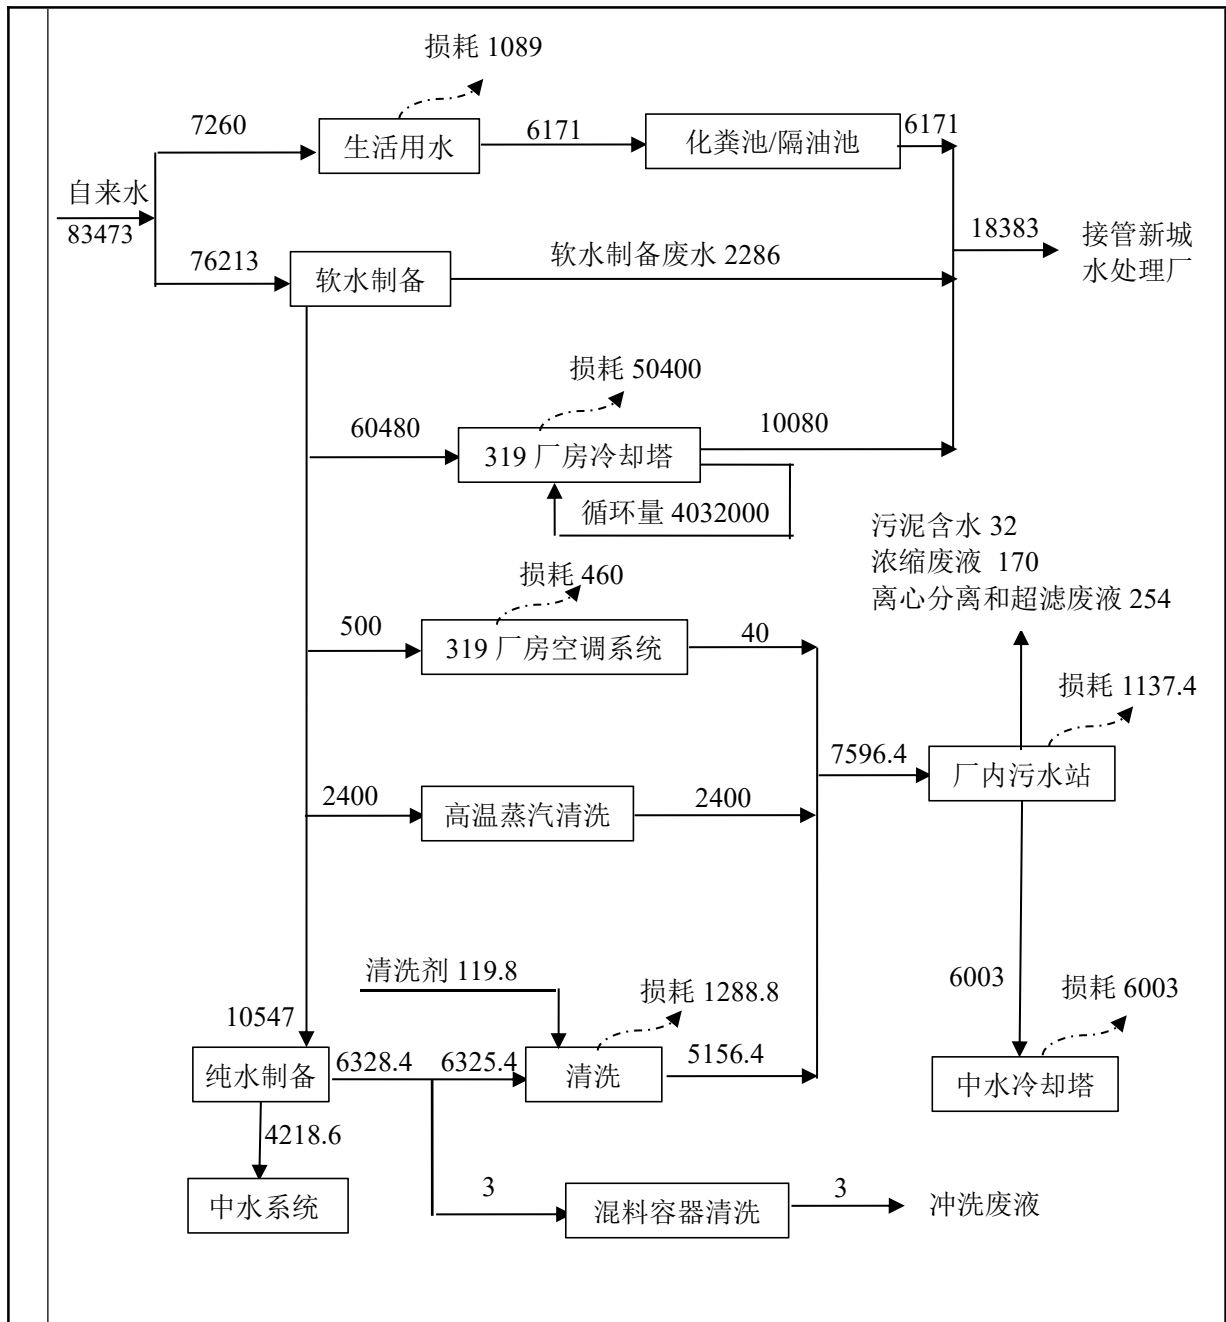 损耗 1089
7260
生活用水
6171
化粪池/隔油池
6171
自来水
83473
18383
接管新城
水处理厂
76213
软水制备
软水制备废水 2286
损耗 50400
60480
319 厂房冷却塔
10080
循环量 4032000
污泥含水 32
浓缩废液 170
离心分离和超滤废液 254
损耗 460
500
319 厂房空调系统
40
损耗 1137.4
7596.4
厂内污水站
2400
高温蒸汽清洗
2400
清洗剂 119.8
损耗 1288.8
6003
损耗 6003
10547
纯水制备
6328.4
6325.4
清洗
5156.4
中水冷却塔
4218.6
中水系统
3
混料容器清洗
3
冲洗废液